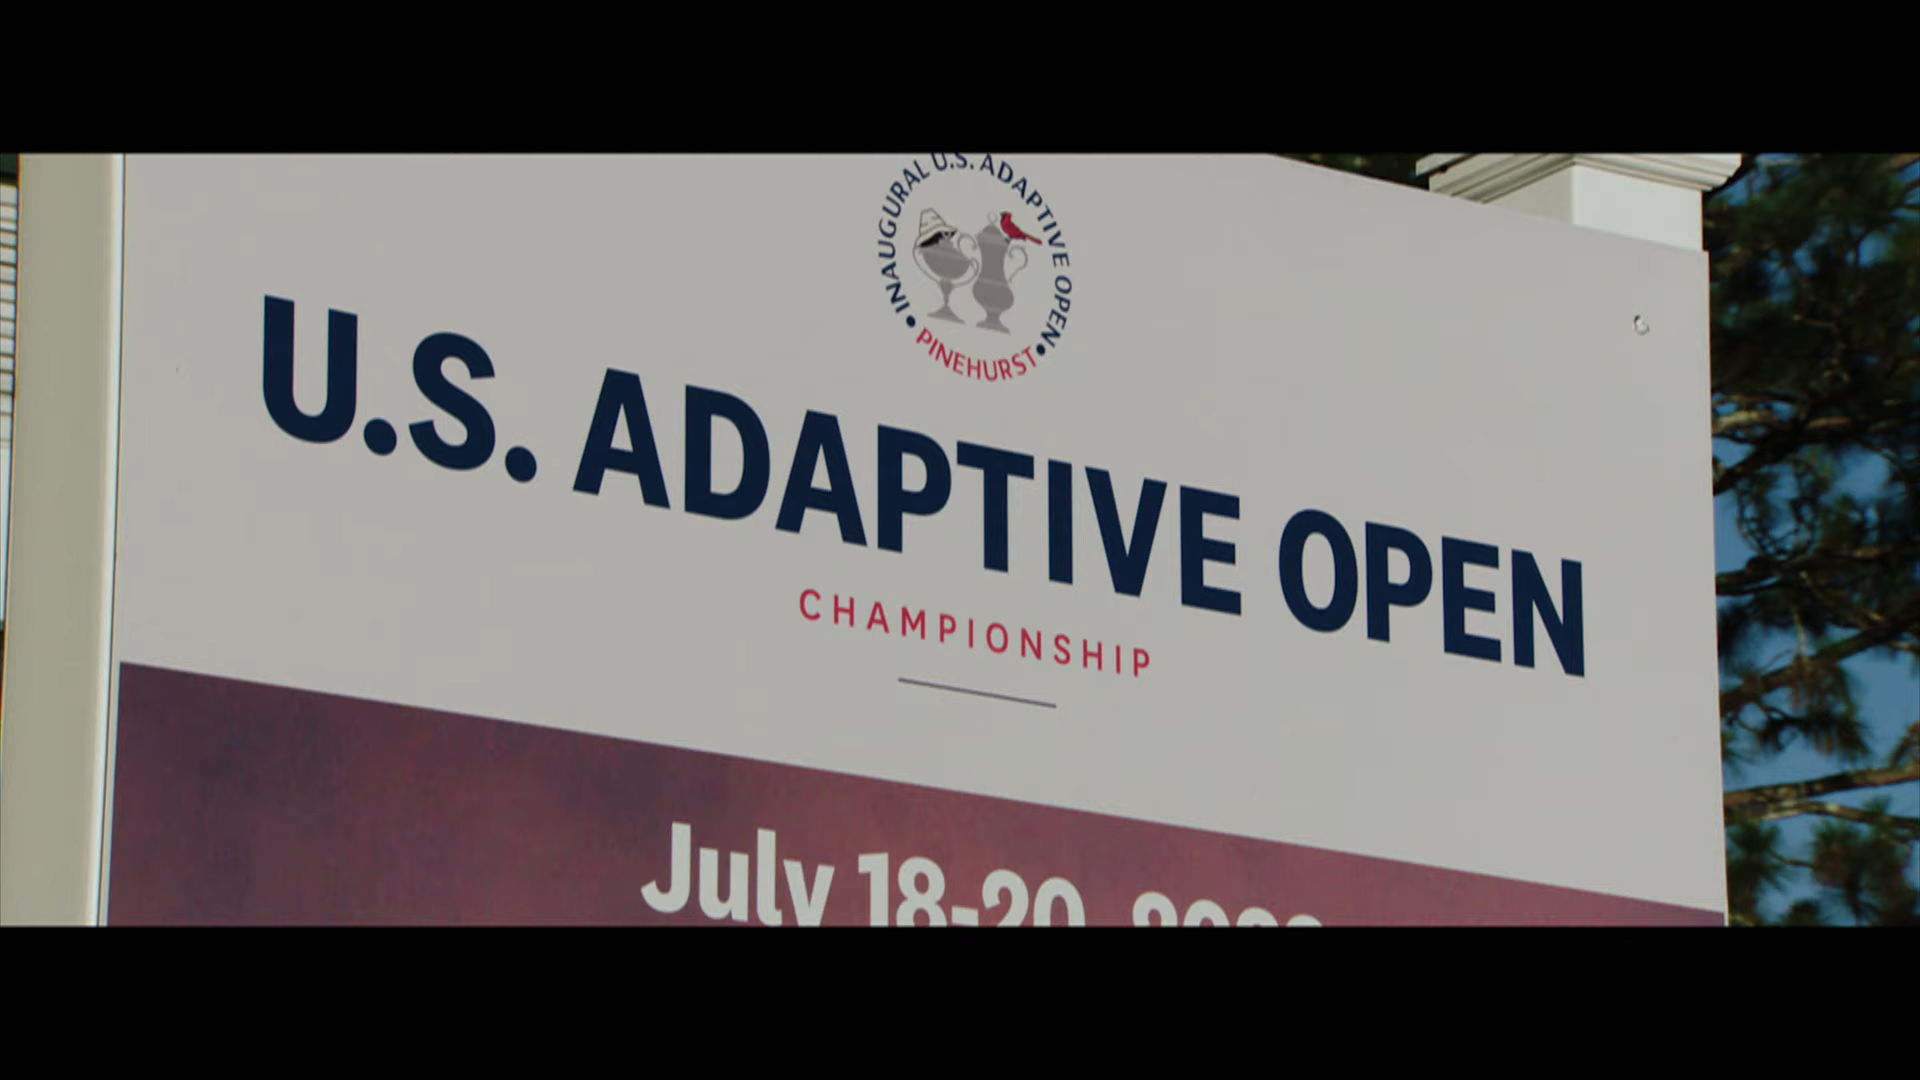 • INAUGURAL U.S. ADAPTIVE OPEN •
PINEHURST
U.S. ADAPTIVE OPEN
CHAMPIONSHIP
July 18-20,